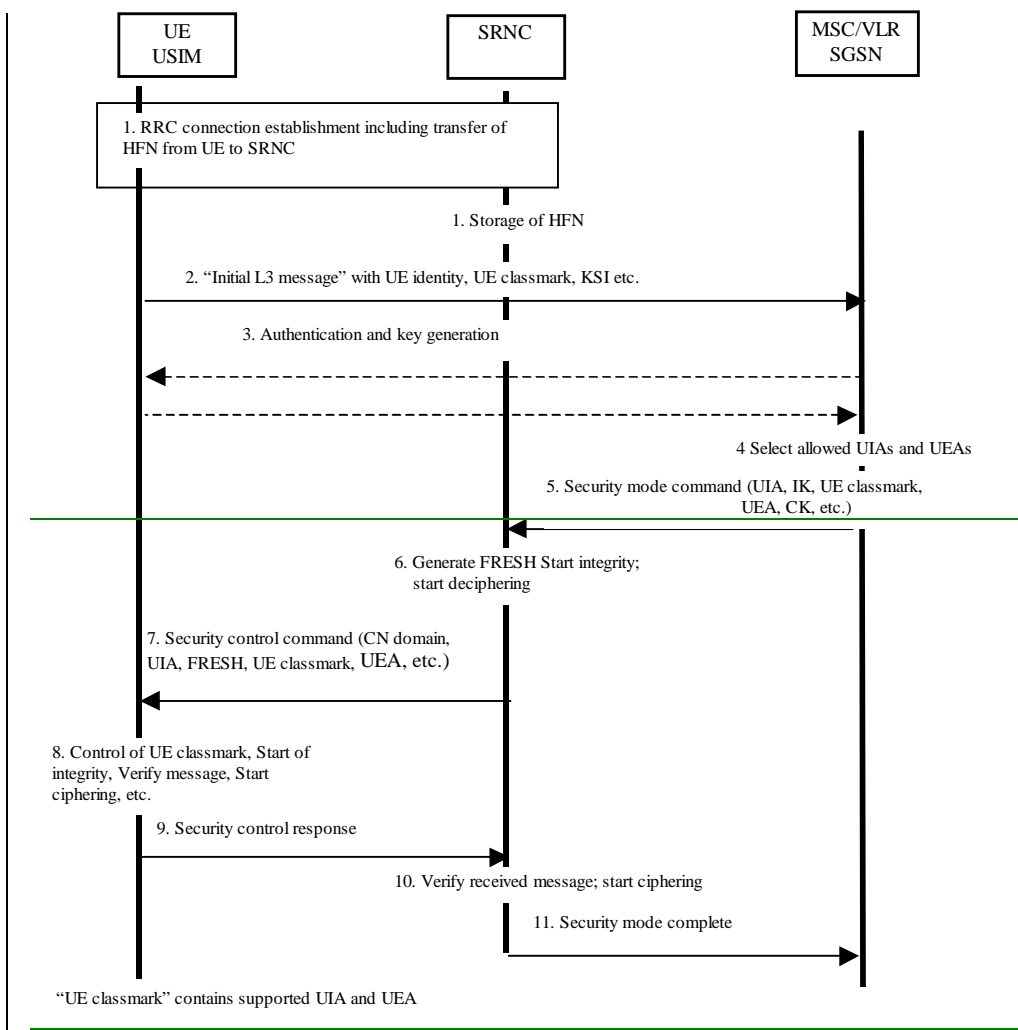 UE
USIM
SRNC
MSC/VLR
SGSN
1. RRC connection establishment including transfer of
HFN from UE to SRNC
1. Storage of HFN
2. “Initial L3 message” with UE identity, UE classmark, KSI etc.
3. Authentication and key generation
4 Select allowed UIAs and UEAs
5. Security mode command (UIA, IK, UE classmark,
UEA, CK, etc.)
6. Generate FRESH Start integrity;
start deciphering
7. Security control command (CN domain,
UIA, FRESH, UE classmark, UEA, etc.)
8. Control of UE classmark, Start of
integrity, Verify message, Start
ciphering, etc.
9. Security control response
10. Verify received message; start ciphering
11. Security mode complete
“UE classmark” contains supported UIA and UEA